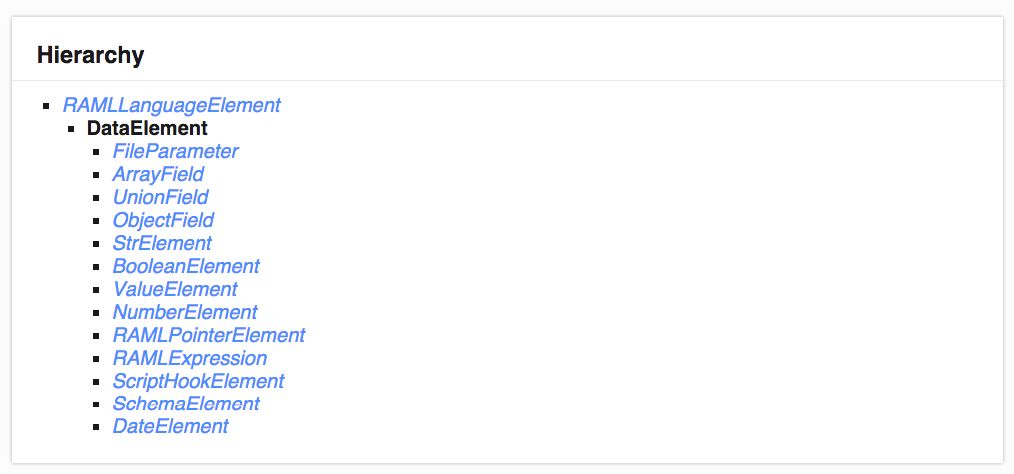 Hierarchy
RAMLLanguageElement
DataElement
FileParameter
ArrayField
UnionField
ObjectField
StrElement
BooleanElement
ValueElement
NumberElement
RAMLPointerElement
RAMLExpression
ScriptHookElement
SchemaElement
DateElement